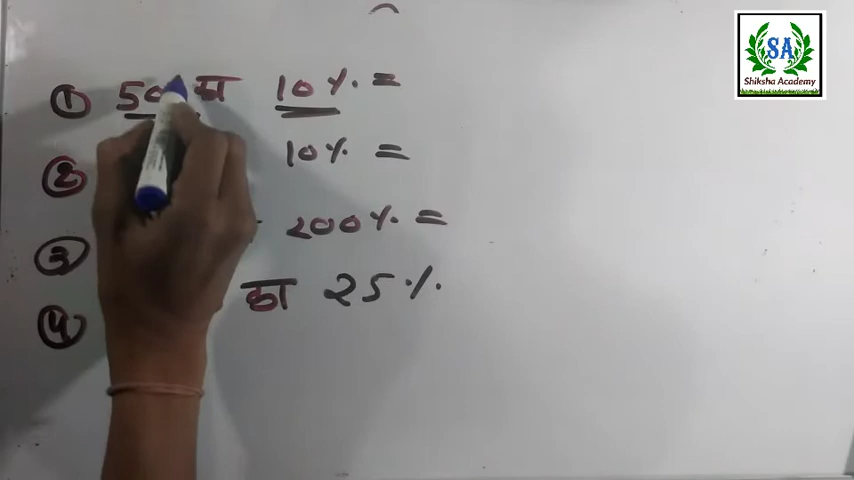 ① 50 का 10% =
② 10% =
③ 200% =
④ का 25%
SA
Shiksha Academy